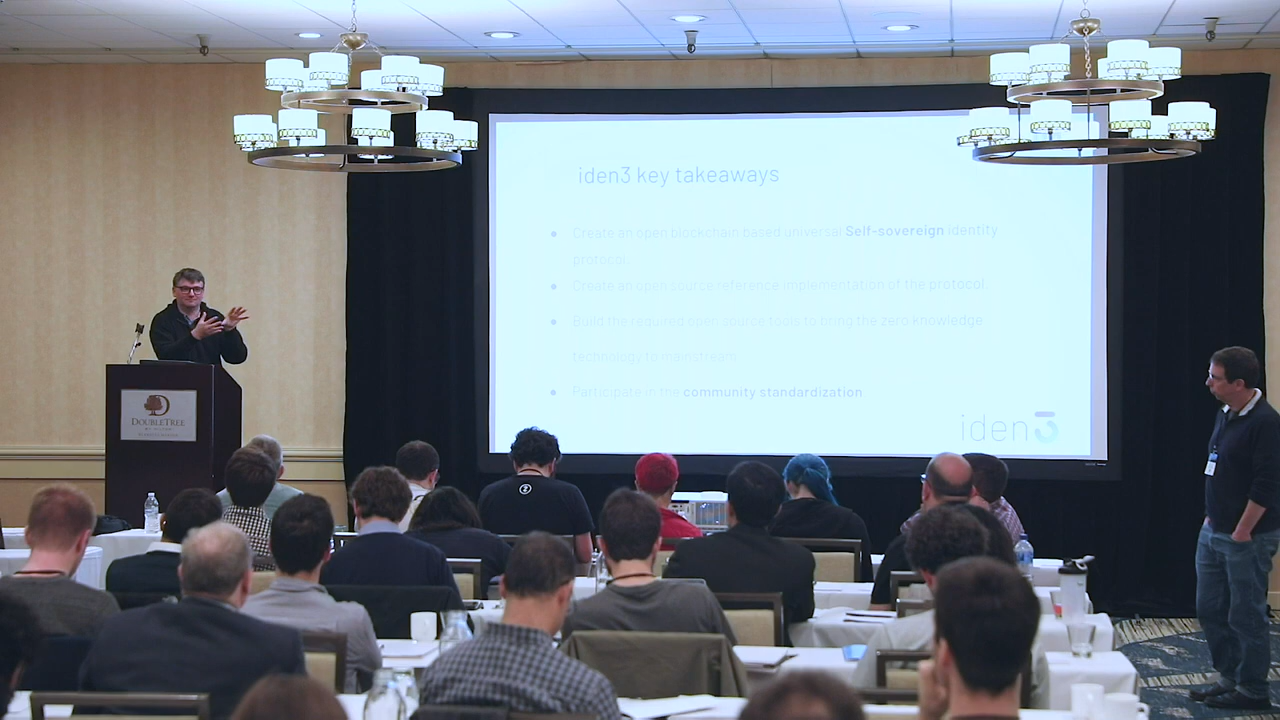 iden3 key takeaways
Create an open blockchain based universal Self-sovereign identity
protocol
Create an open source reference implementation of the protocol
Build the required open source tools to bring the zero knowledge
technology to mainstream
Participate in the community standardization
iden3
D
DOUBLETREE
BY HILTON